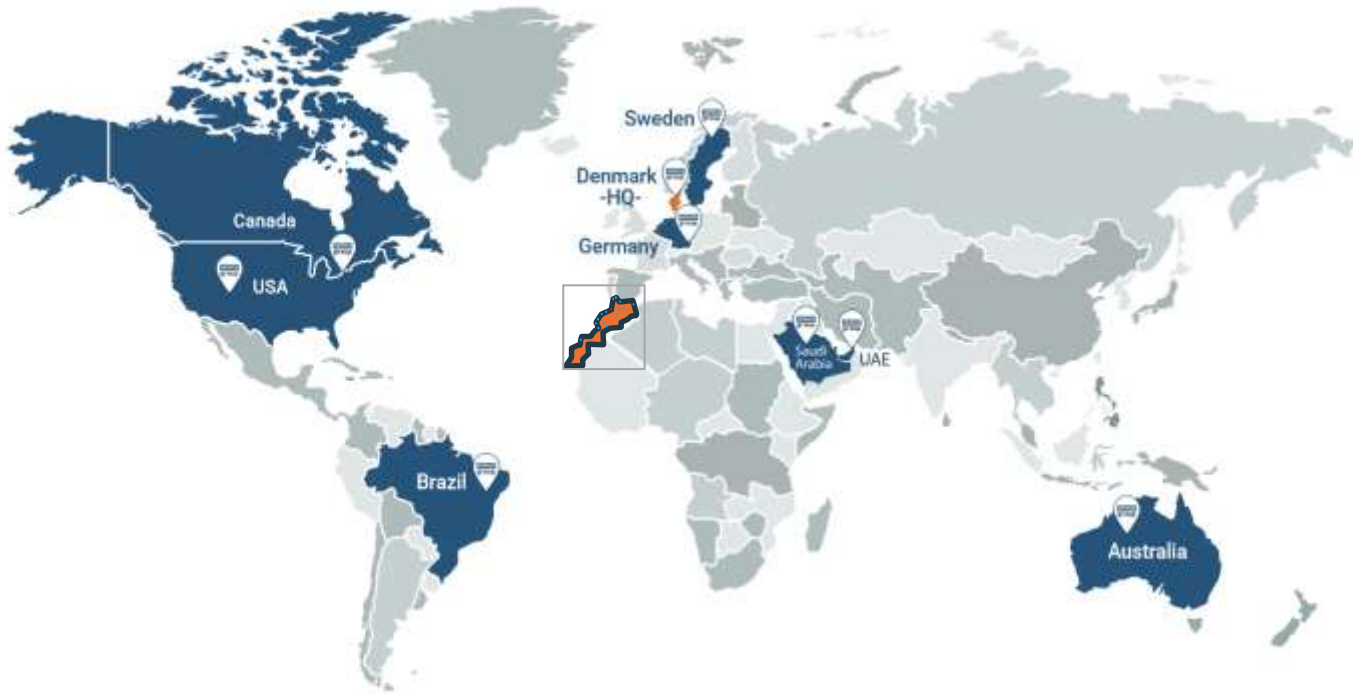 Sweden
Denmark
-HQ-
Germany
Canada
USA
Saudi
Arabia
UAE
Brazil
Australia